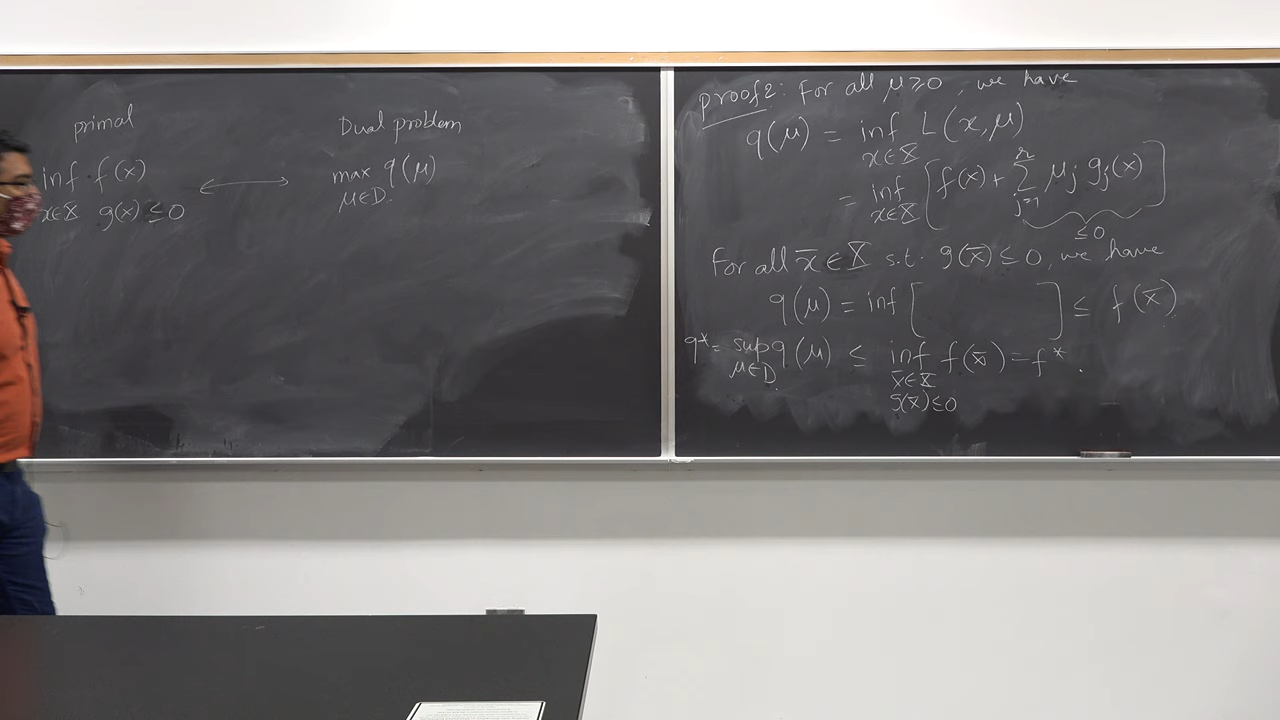 primal
inf f(x)
x∈X g(x) ≤ 0
⟷
Dual problem
max q(μ)
μ∈D.
proof 2: For all μ ≥ 0, we have
q(μ) = inf L(x, μ)
x∈X
= inf [f(x) + Σ μj gj(x)]
x∈X j=1 r
≤0
For all x̄ ∈ X s.t. g(x̄) ≤ 0, we have
q(μ) = inf [ ] ≤ f(x̄)
q* = sup q(μ) ≤ inf f(x̄) = f*.
μ∈D x̄∈X
g(x̄) ≤ 0